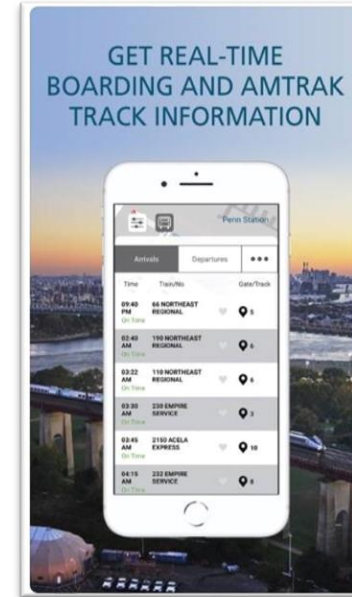 GET REAL-TIME
BOARDING AND AMTRAK
TRACK INFORMATION
Penn Station
Arrivals Departures
Time Train/No Gate/Track
09:40 66 NORTHEAST
PM REGIONAL 5
On Time
02:40 190 NORTHEAST
AM REGIONAL 6
On Time
03:22 110 NORTHEAST
AM REGIONAL 6
On Time
03:30 230 EMPIRE
AM SERVICE
On Time
03:45 2150 ACELA
AM EXPRESS 10
On Time
04:15 232 EMPIRE
AM SERVICE 8
On Time